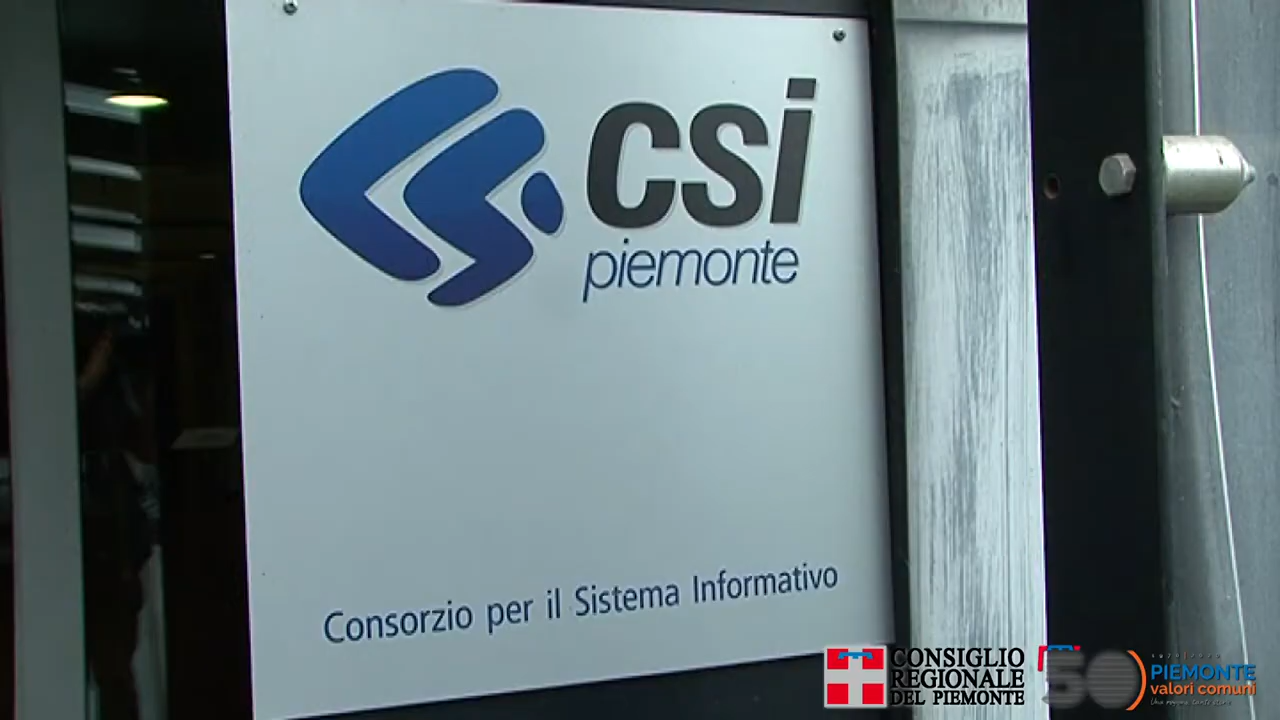 csi
piemonte
Consorzio per il Sistema Informativo
CONSIGLIO
REGIONALE
DEL PIEMONTE
50
PIEMONTE
valori comuni